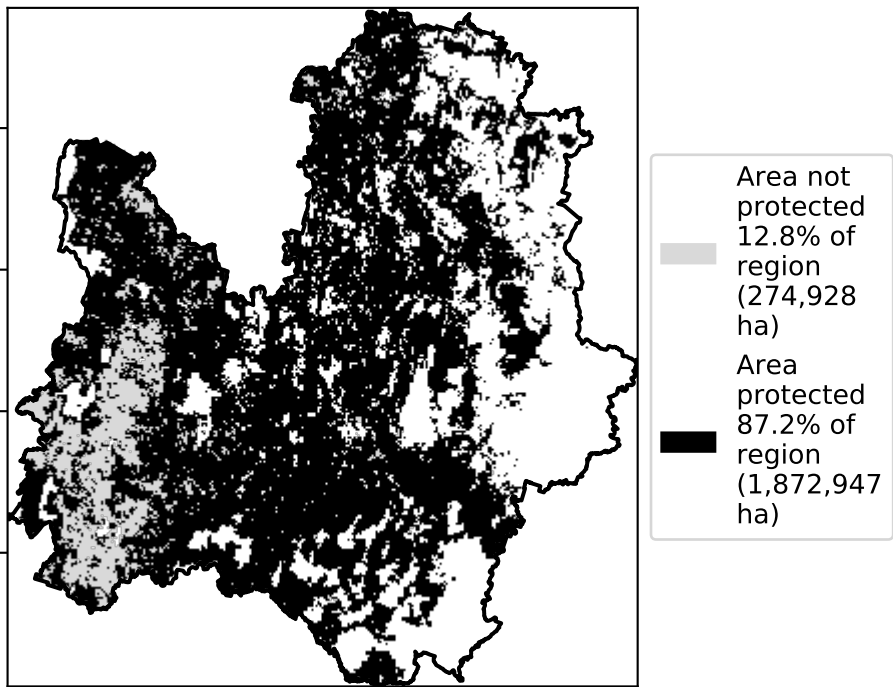 Area not
protected
12.8% of
region
(274,928
ha)
Area
protected
87.2% of
region
(1,872,947
ha)